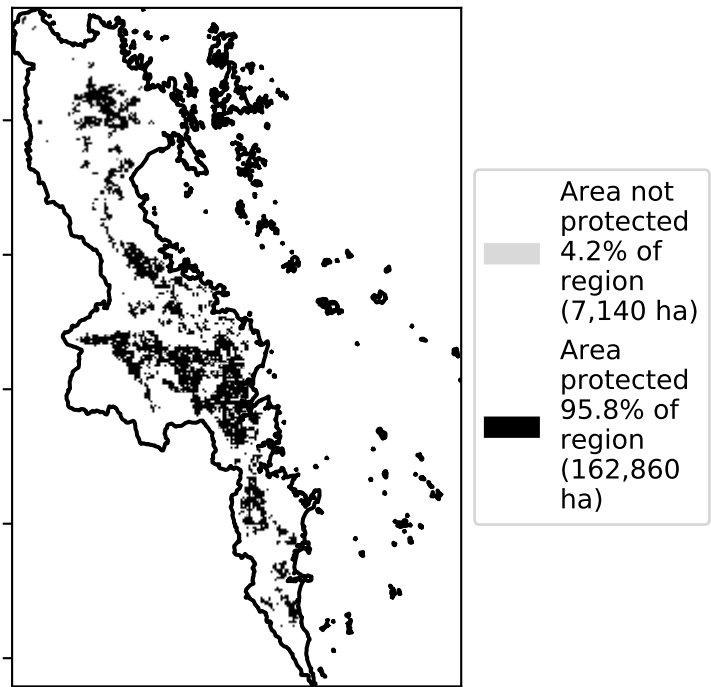 Area not
protected
4.2% of
region
(7,140 ha)
Area
protected
95.8% of
region
(162,860
ha)